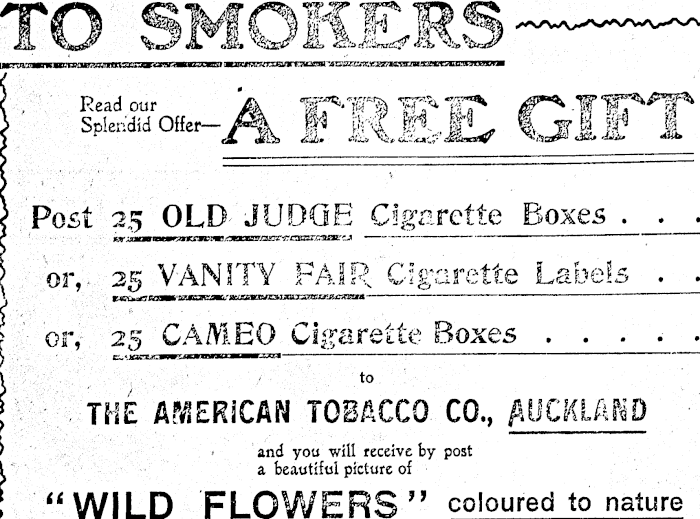 TO SMOKERS
Read our
Splendid Offer—
A FREE GIFT
Post 25 OLD JUDGE Cigarette Boxes . . .
or, 25 VANITY FAIR Cigarette Labels . .
or, 25 CAMEO Cigarette Boxes . . . . .
to
THE AMERICAN TOBACCO CO., AUCKLAND
and you will receive by post
a beautiful picture of
"WILD FLOWERS" coloured to nature